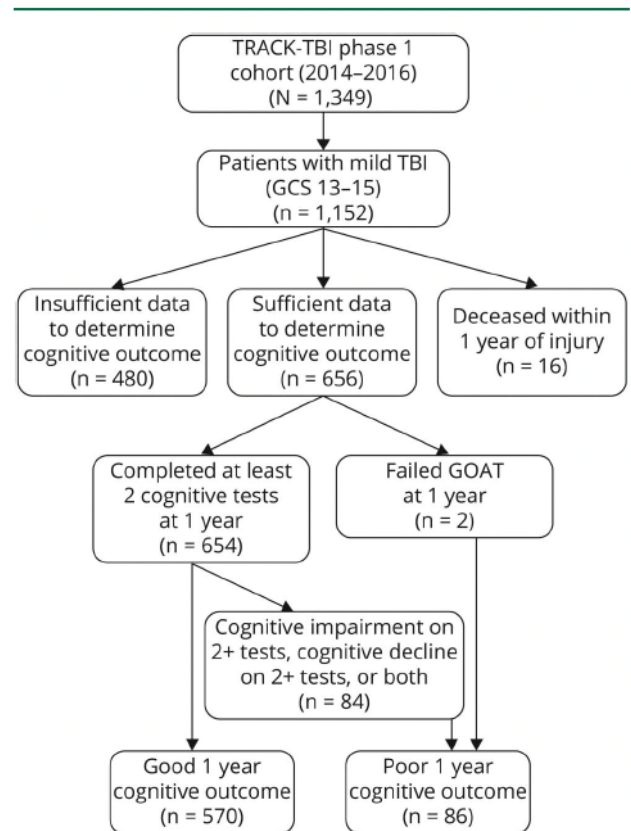 TRACK-TBI phase 1
cohort (2014–2016)
(N = 1,349)
Patients with mild TBI
(GCS 13–15)
(n = 1,152)
Insufficient data
to determine
cognitive outcome
(n = 480)
Sufficient data
to determine
cognitive outcome
(n = 656)
Deceased within
1 year of injury
(n = 16)
Completed at least
2 cognitive tests
at 1 year
(n = 654)
Failed GOAT
at 1 year
(n = 2)
Cognitive impairment on
2+ tests, cognitive decline
on 2+ tests, or both
(n = 84)
Good 1 year
cognitive outcome
(n = 570)
Poor 1 year
cognitive outcome
(n = 86)